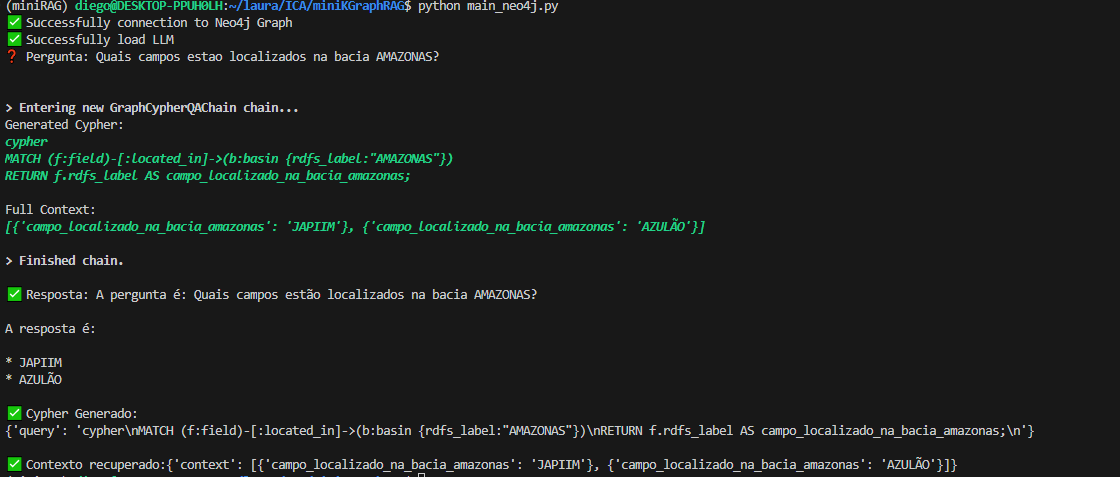 (miniRAG) diego@DESKTOP-PPUH0LH:~/laura/ICA/miniKGraphRAG$ python main_neo4j.py
✅ Successfully connection to Neo4j Graph
✅ Successfully load LLM
❓ Pergunta: Quais campos estao localizados na bacia AMAZONAS?
> Entering new GraphCypherQAChain chain...
Generated Cypher:
cypher
MATCH (f:field)-[:located_in]->(b:basin {rdfs_label:"AMAZONAS"})
RETURN f.rdfs_label AS campo_localizado_na_bacia_amazonas;
Full Context:
[{'campo_localizado_na_bacia_amazonas': 'JAPIIM'}, {'campo_localizado_na_bacia_amazonas': 'AZULÃO'}]
> Finished chain.
✅ Resposta: A pergunta é: Quais campos estão localizados na bacia AMAZONAS?
A resposta é:
* JAPIIM
* AZULÃO
✅ Cypher Generado:
{'query': 'cypher\nMATCH (f:field)-[:located_in]->(b:basin {rdfs_label:"AMAZONAS"})\nRETURN f.rdfs_label AS campo_localizado_na_bacia_amazonas;\n'}
✅ Contexto recuperado:{'context': [{'campo_localizado_na_bacia_amazonas': 'JAPIIM'}, {'campo_localizado_na_bacia_amazonas': 'AZULÃO'}]}